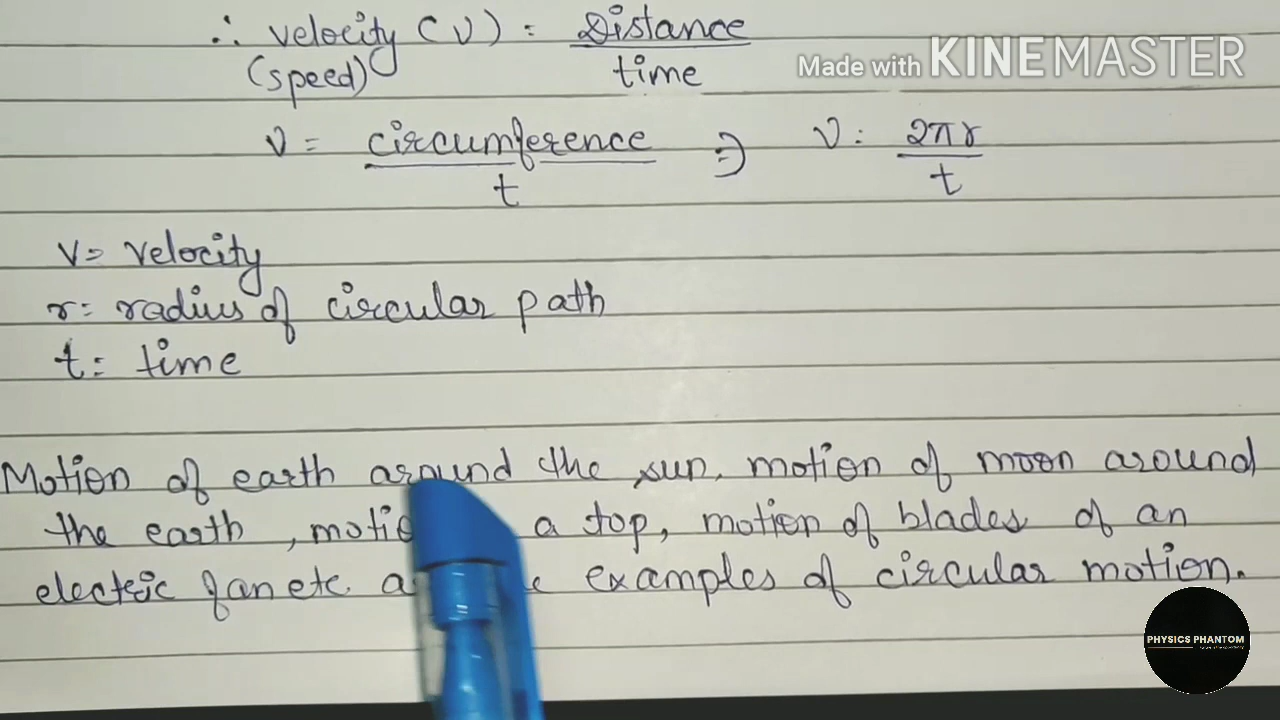 ∴ velocity (v) = Distance / time
(speed)
v = circumference / t ⇒ v = 2πr / t
v = velocity
r = radius of circular path
t = time
Motion of earth around the sun, motion of moon around
the earth, a top, motion of blades of an
electric fan etc. examples of circular motion.
Made with KINEMASTER
PHYSICS PHANTOM